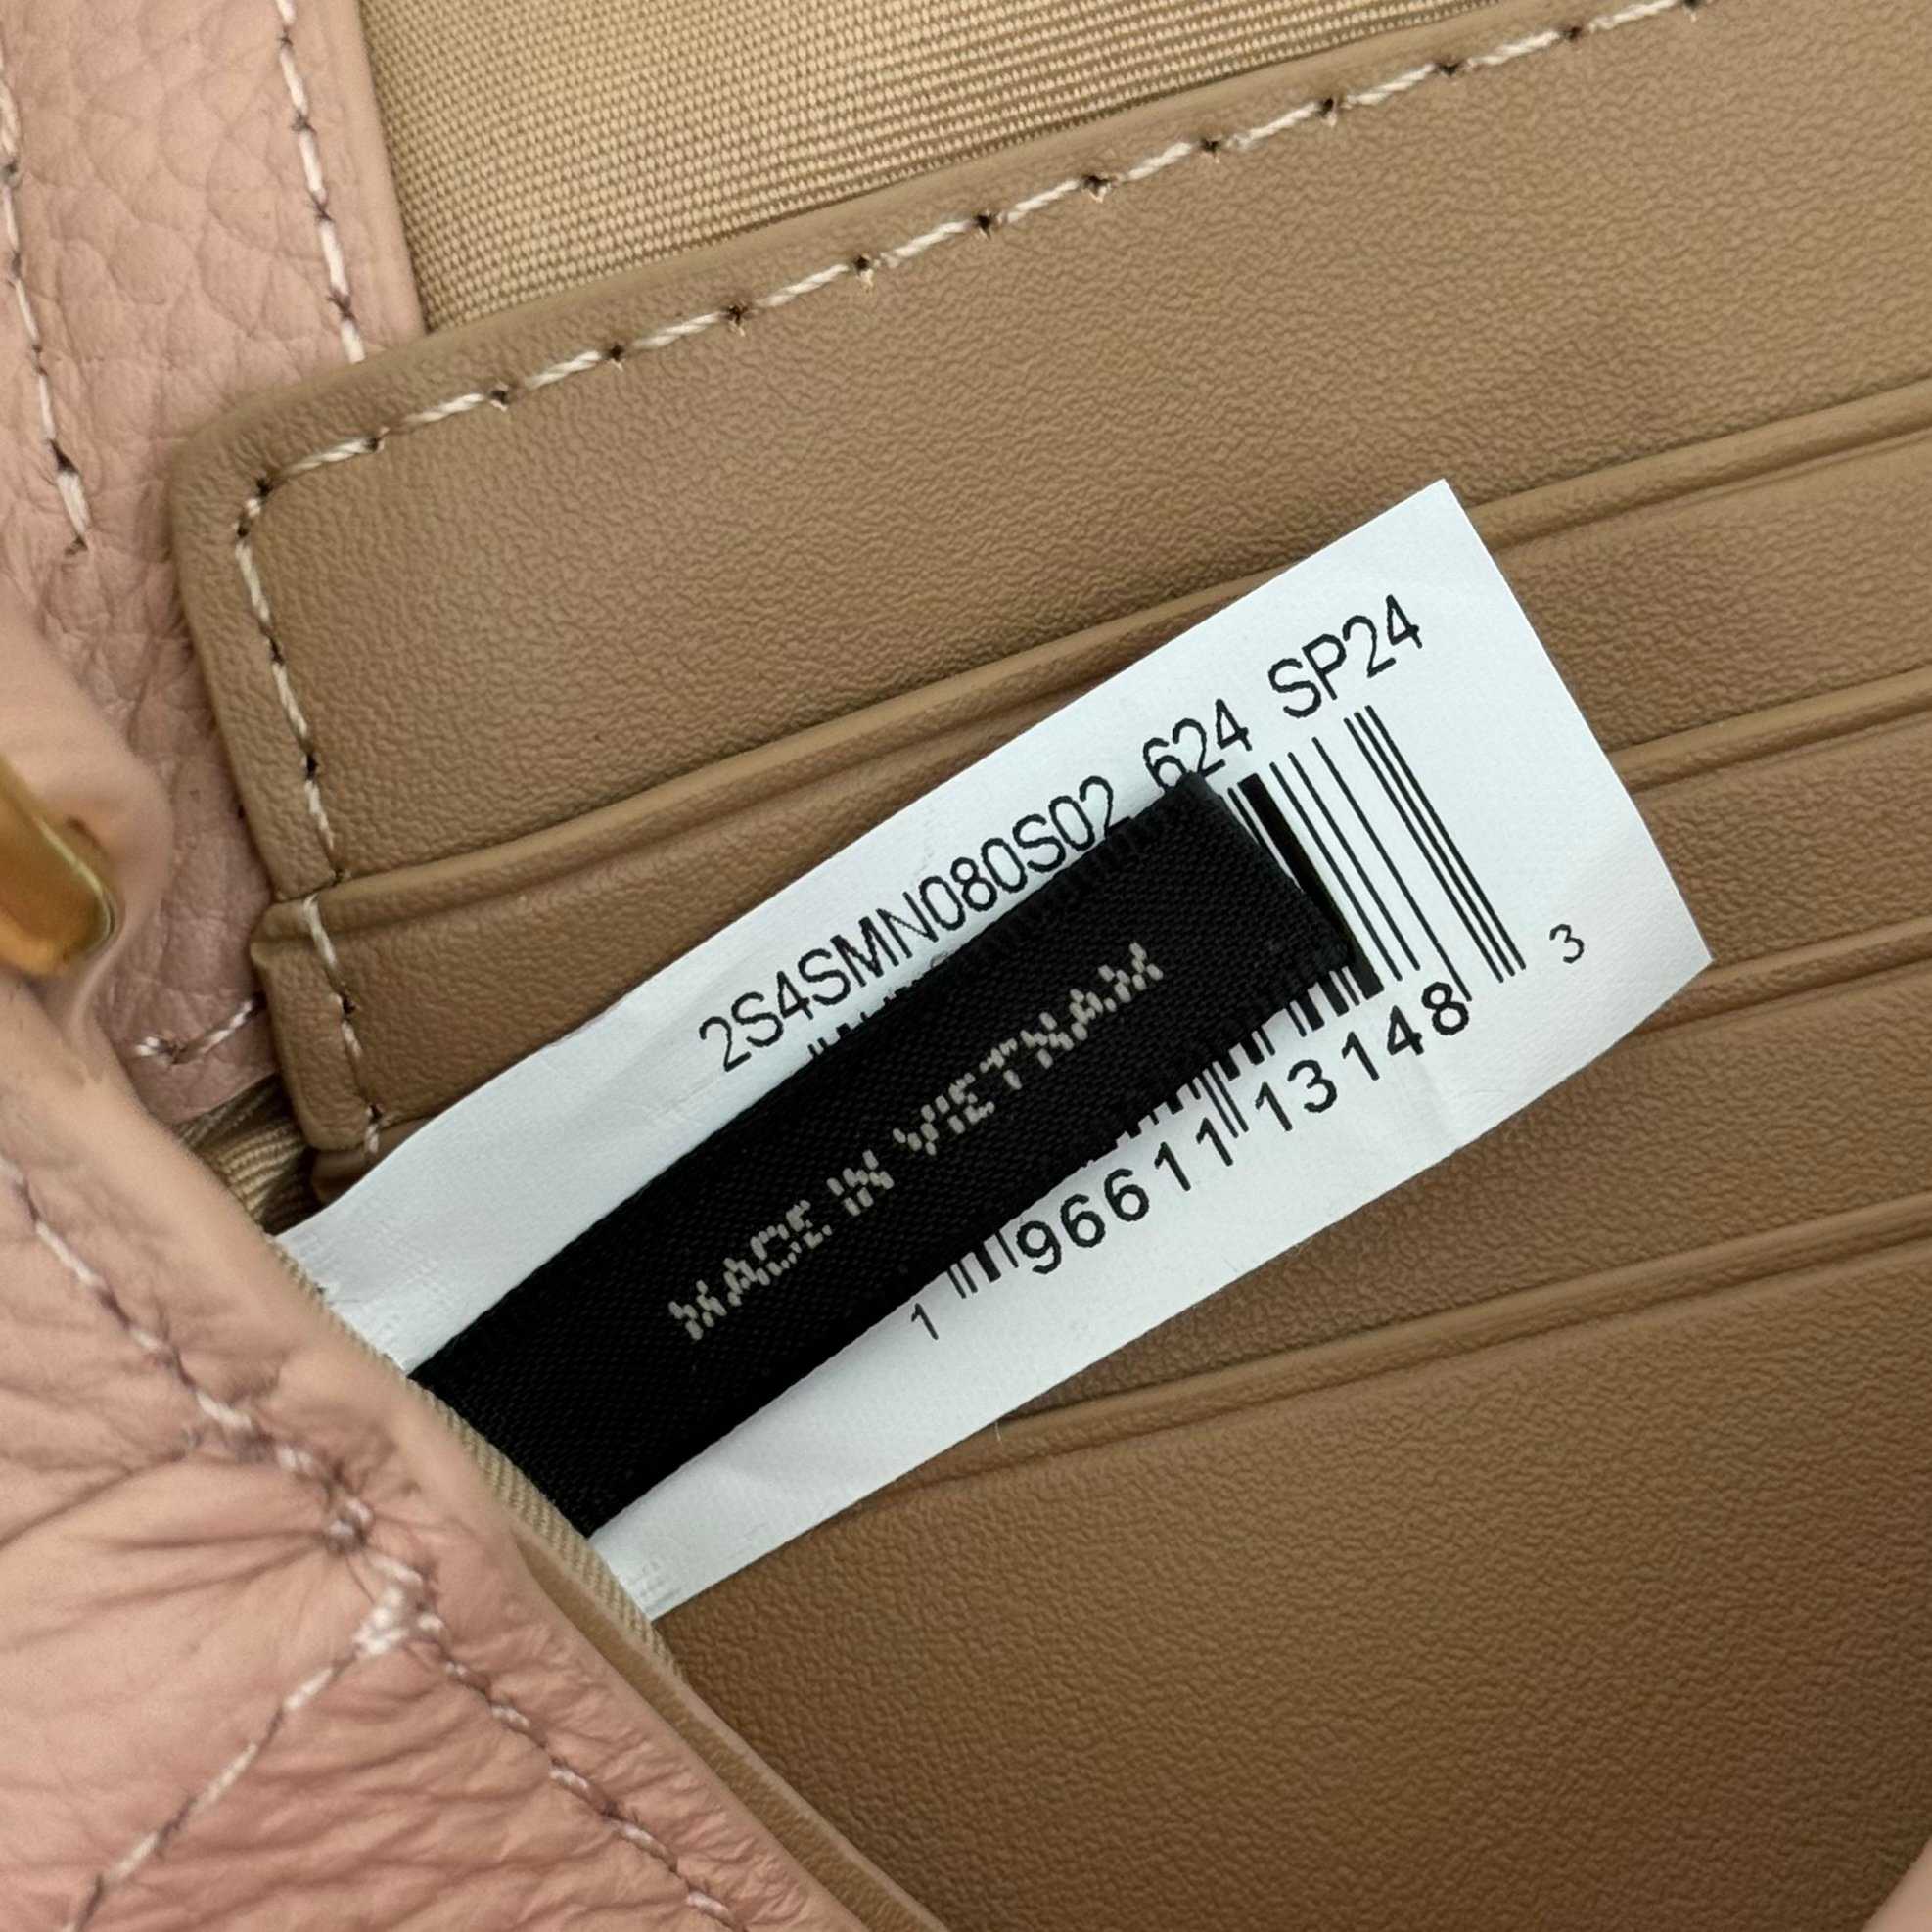 2S4SMN080S02 624 SP24
MADE IN VIETNAM
1 96611 13148 3